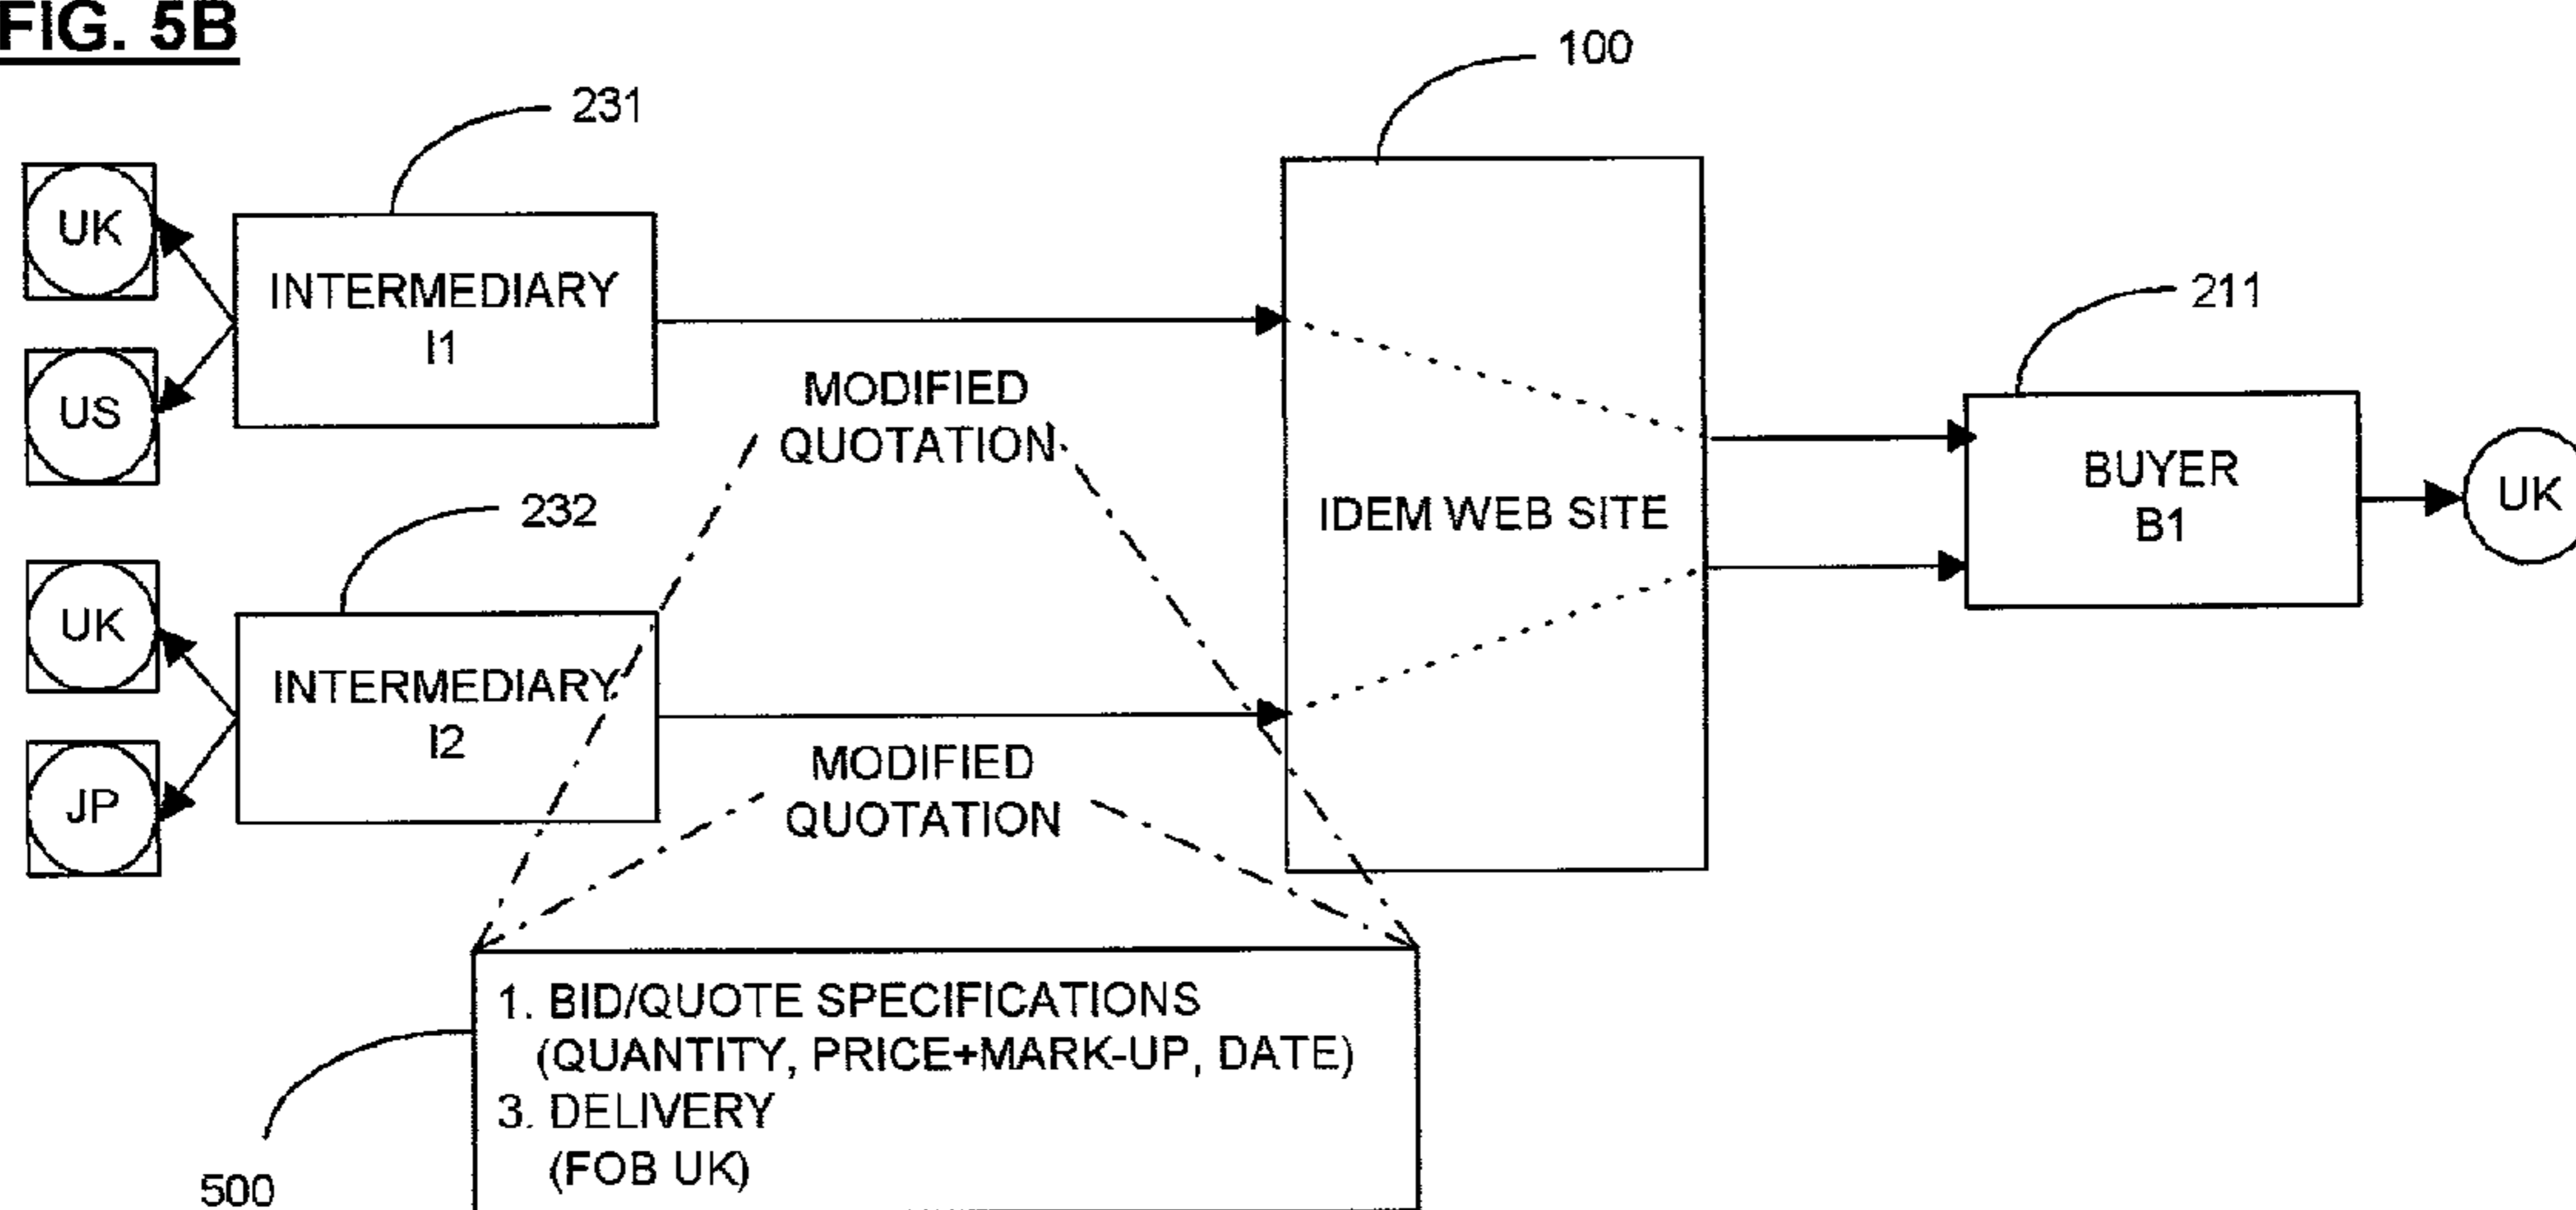 FIG. 5B
100
231
UK
INTERMEDIARY
I1
US
MODIFIED
QUOTATION
211
BUYER
B1
UK
IDEM WEB SITE
232
UK
INTERMEDIARY
I2
JP
MODIFIED
QUOTATION
1. BID/QUOTE SPECIFICATIONS
(QUANTITY, PRICE+MARK-UP, DATE)
3. DELIVERY
(FOB UK)
500